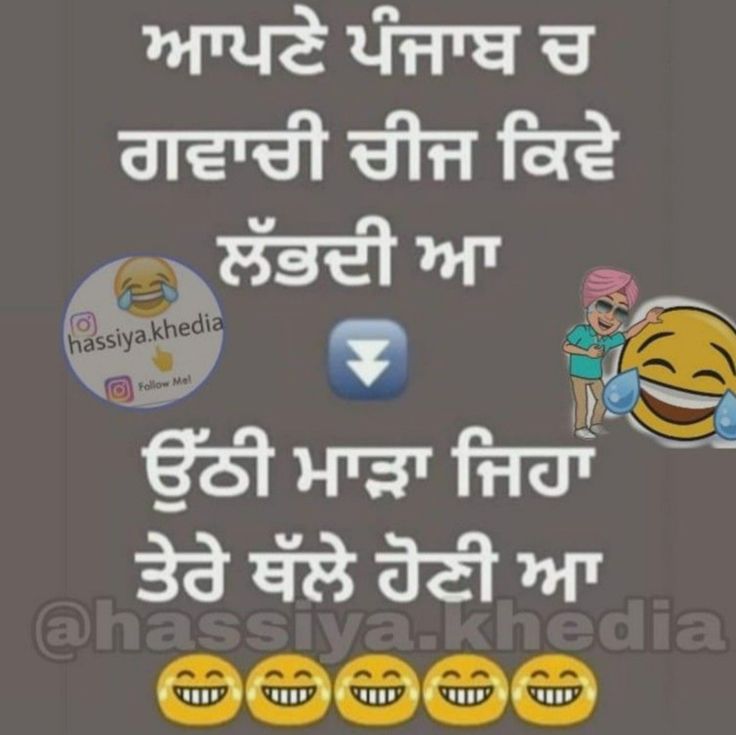 ਆਪਣੇ ਪੰਜਾਬ ਚ
ਗਵਾਚੀ ਚੀਜ ਕਿਵੇ
ਲੱਭਦੀ ਆ
hassiya.khedia
Follow Me!
ਉੱਠੀ ਮਾੜਾ ਜਿਹਾ
ਤੇਰੇ ਥੱਲੇ ਹੋਣੀ ਆ
@hassiya.khedia